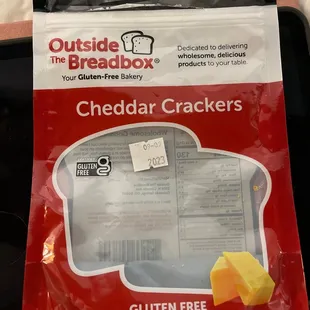 Outside
The Breadbox®
Your Gluten-Free Bakery
Dedicated to delivering
wholesome, delicious
products to your table.
Cheddar Crackers
GLUTEN
FREE
2023
GLUTEN FREE